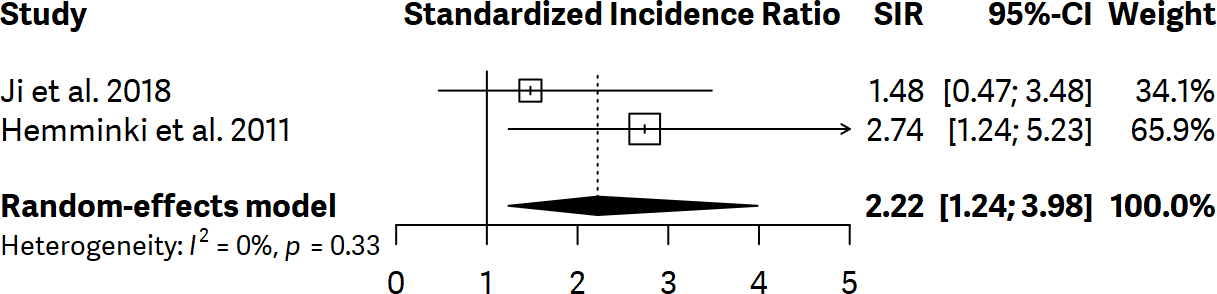 Study Standardized Incidence Ratio SIR 95%-CI Weight
Ji et al. 2018 1.48 [0.47; 3.48] 34.1%
Hemminki et al. 2011 2.74 [1.24; 5.23] 65.9%
Random-effects model 2.22 [1.24; 3.98] 100.0%
Heterogeneity: I² = 0%, p = 0.33
0 1 2 3 4 5